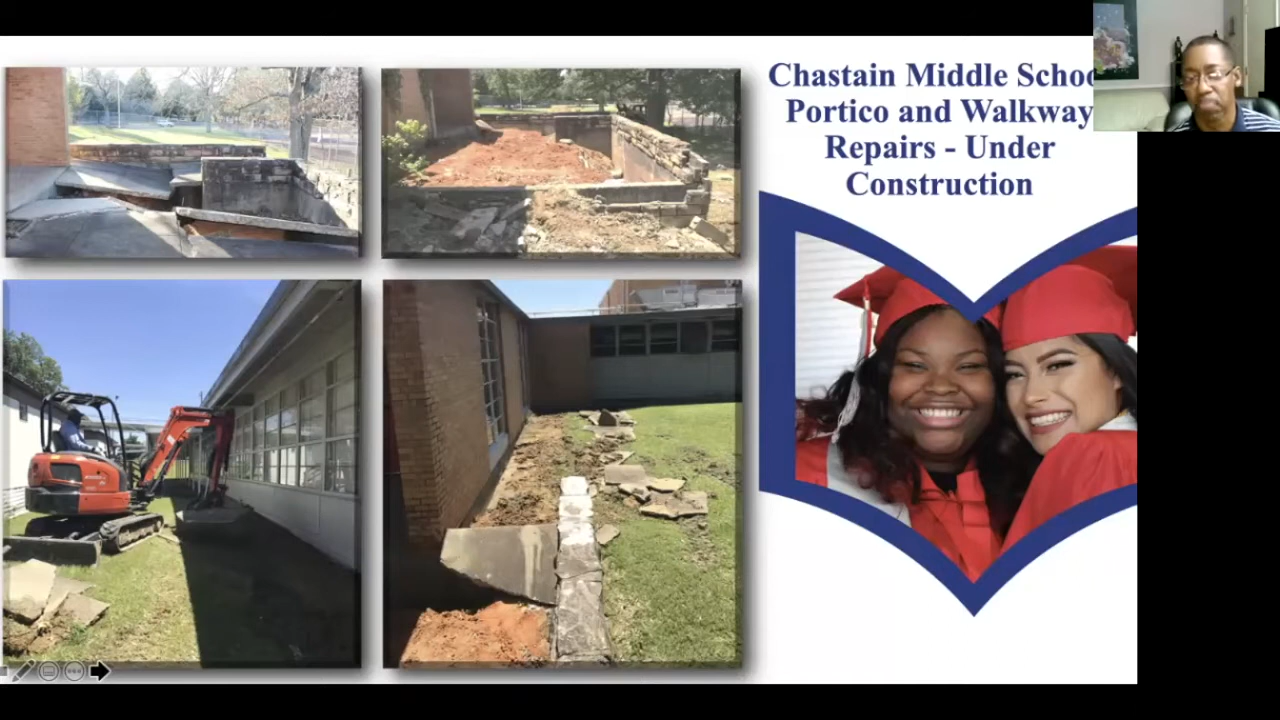 Chastain Middle Schoo
Portico and Walkway
Repairs - Under
Construction